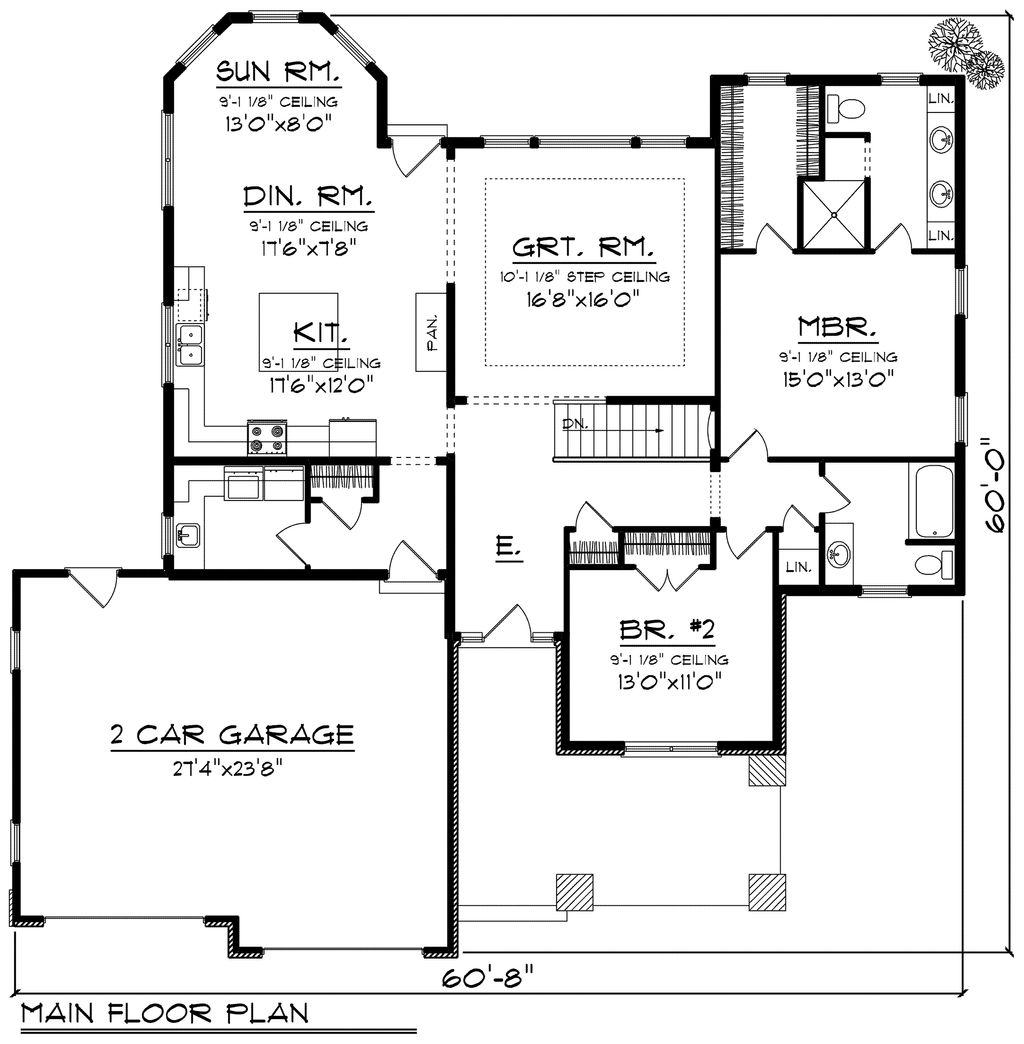 SUN RM.
9'-1 1/8" CEILING
13'0"x8'0"
LIN.
DIN. RM.
9'-1 1/8" CEILING
17'6"x7'8"
GRT. RM.
10'-1 1/8" STEP CEILING
16'8"x16'0"
LIN.
KIT.
9'-1 1/8" CEILING
17'6"x12'0"
PAN.
MBR.
9'-1 1/8" CEILING
15'0"x13'0"
DN.
60'-0"
E.
LIN.
BR. #2
9'-1 1/8" CEILING
13'0"x11'0"
2 CAR GARAGE
27'4"x23'8"
60'-8"
MAIN FLOOR PLAN